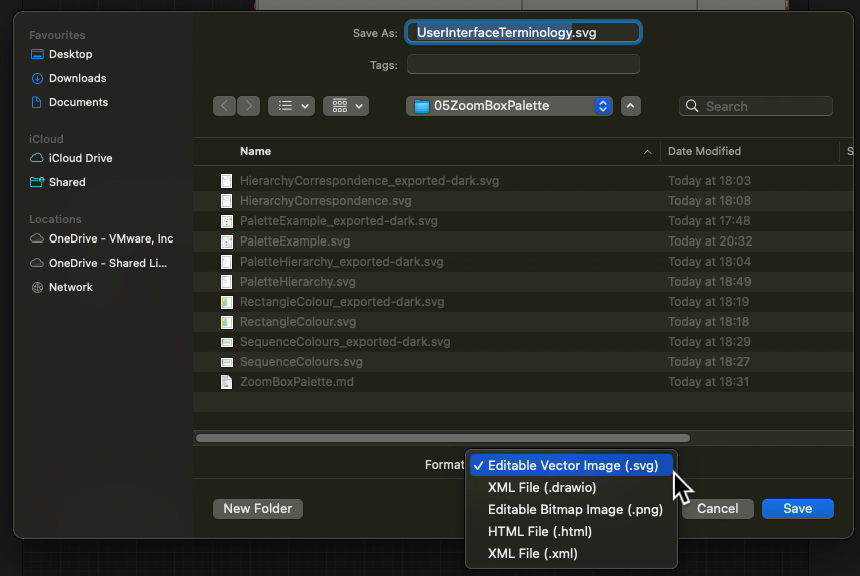 Favourites
Desktop
Downloads
Documents
iCloud
iCloud Drive
Shared
Locations
OneDrive - VMware, Inc
OneDrive - Shared Li...
Network
Save As: UserInterfaceTerminology.svg
Tags:
05ZoomBoxPalette
Search
Name Date Modified S
HierarchyCorrespondence_exported-dark.svg Today at 18:03
HierarchyCorrespondence.svg Today at 18:08
PaletteExample_exported-dark.svg Today at 17:48
PaletteExample.svg Today at 20:32
PaletteHierarchy_exported-dark.svg Today at 18:04
PaletteHierarchy.svg Today at 18:49
RectangleColour_exported-dark.svg Today at 18:19
RectangleColour.svg Today at 18:18
SequenceColours_exported-dark.svg Today at 18:29
SequenceColours.svg Today at 18:27
ZoomBoxPalette.md Today at 18:31
Format ✓ Editable Vector Image (.svg)
XML File (.drawio)
Editable Bitmap Image (.png)
HTML File (.html)
XML File (.xml)
New Folder Cancel Save